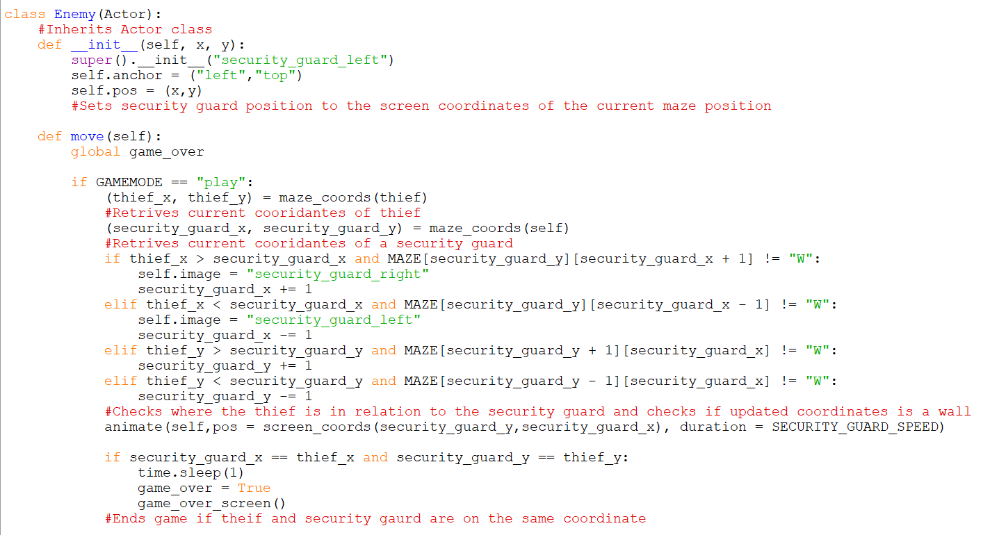 class Enemy(Actor):
    #Inherits Actor class
    def __init__(self, x, y):
        super().__init__("security_guard_left")
        self.anchor = ("left","top")
        self.pos = (x,y)
        #Sets security guard position to the screen coordinates of the current maze position

    def move(self):
        global game_over

        if GAMEMODE == "play":
            (thief_x, thief_y) = maze_coords(thief)
            #Retrives current cooridantes of thief
            (security_guard_x, security_guard_y) = maze_coords(self)
            #Retrives current cooridantes of a security guard
            if thief_x > security_guard_x and MAZE[security_guard_y][security_guard_x + 1] != "W":
                self.image = "security_guard_right"
                security_guard_x += 1
            elif thief_x < security_guard_x and MAZE[security_guard_y][security_guard_x - 1] != "W":
                self.image = "security_guard_left"
                security_guard_x -= 1
            elif thief_y > security_guard_y and MAZE[security_guard_y + 1][security_guard_x] != "W":
                security_guard_y += 1
            elif thief_y < security_guard_y and MAZE[security_guard_y - 1][security_guard_x] != "W":
                security_guard_y -= 1
            #Checks where the thief is in relation to the security guard and checks if updated coordinates is a wall
            animate(self,pos = screen_coords(security_guard_y,security_guard_x), duration = SECURITY_GUARD_SPEED)

            if security_guard_x == thief_x and security_guard_y == thief_y:
                time.sleep(1)
                game_over = True
                game_over_screen()
            #Ends game if theif and security gaurd are on the same coordinate